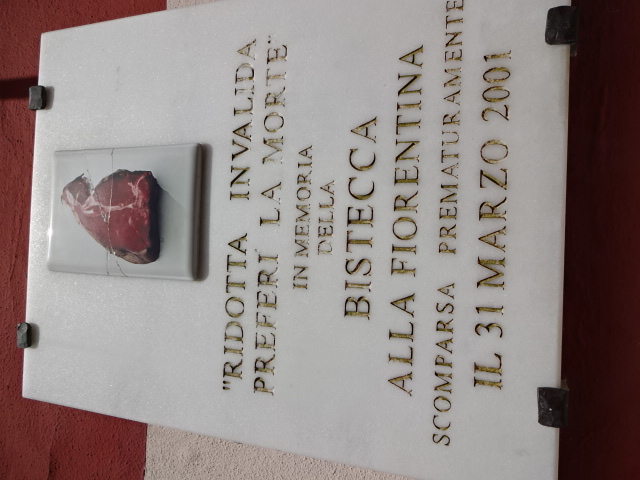 "RIDOTTA INVALIDA
PREFERÌ LA MORTE"
IN MEMORIA
DELLA
BISTECCA
ALLA FIORENTINA
SCOMPARSA PREMATURAMENTE
IL 31 MARZO 2001